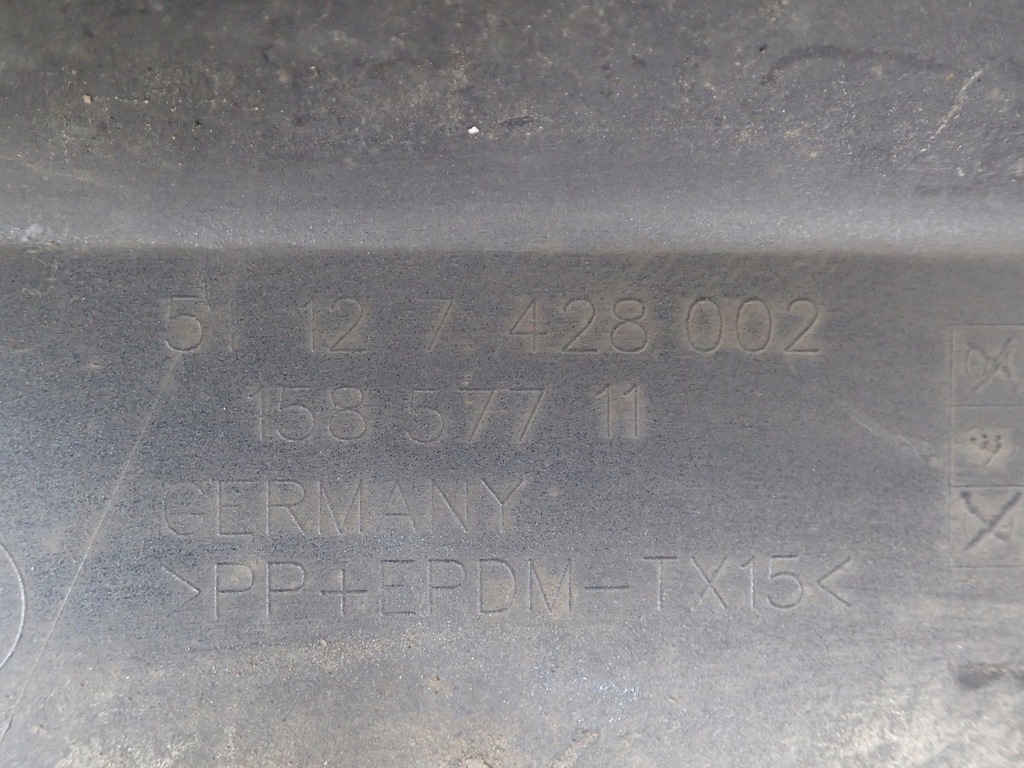 51 12 7 428 002
158 577 11
GERMANY
>PP+EPDM-TX15<